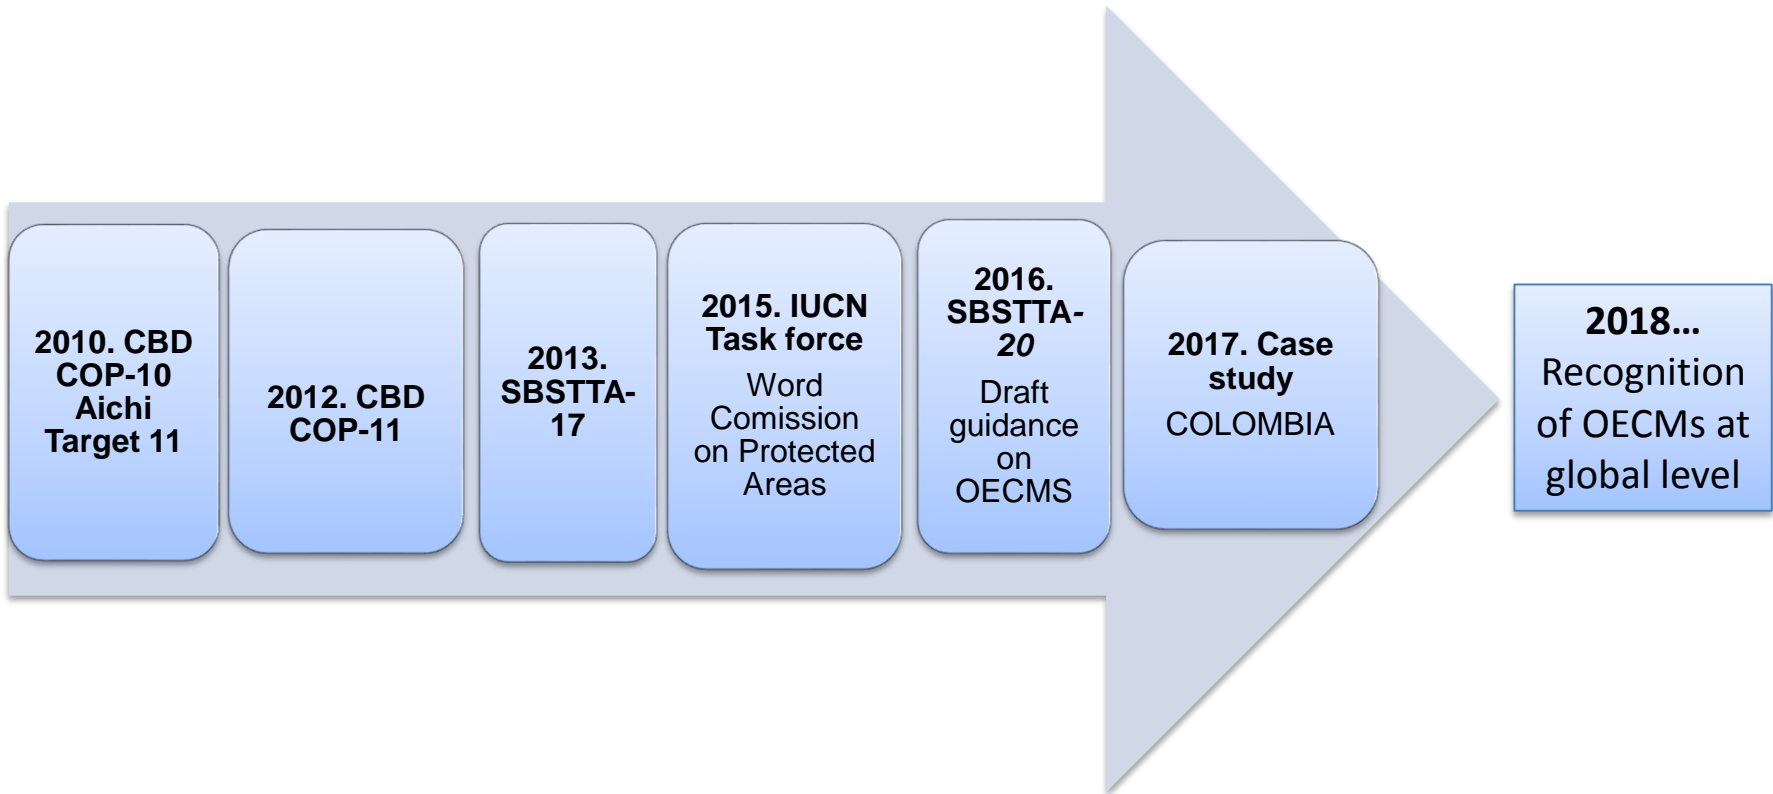 2010. CBD
COP-10
Aichi
Target 11
2012. CBD
COP-11
2013.
SBSTTA-
17
2015. IUCN
Task force
Word
Comission
on Protected
Areas
2016.
SBSTTA-
20
Draft
guidance
on
OECMS
2017. Case
study
COLOMBIA
2018...
Recognition
of OECMs at
global level